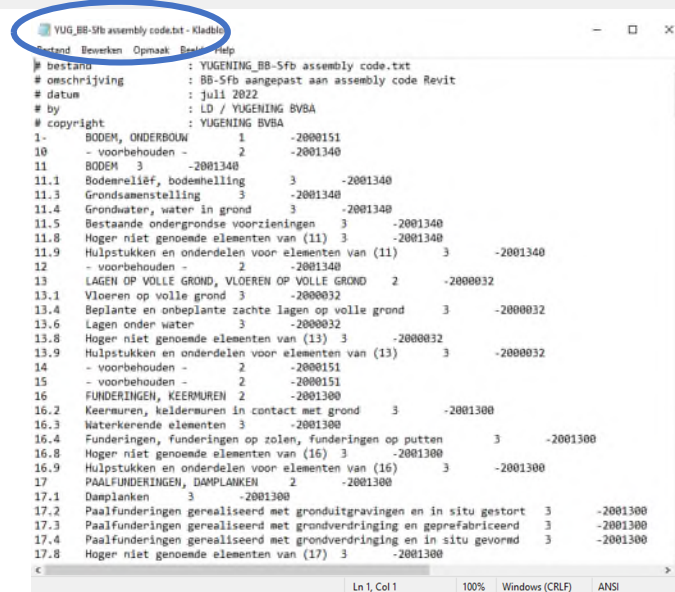 YUG_BB-Sfb assembly code.txt - Kladblok
Bestand Bewerken Opmaak Beeld Help
# bestand : YUGENING_BB-Sfb assembly code.txt
# omschrijving : BB-Sfb aangepast aan assembly code Revit
# datum : juli 2022
# by : LD / YUGENING BVBA
# copyright : YUGENING BVBA
1- BODEM, ONDERBOUW 1 -2000151
10 - voorbehouden - 2 -2001340
11 BODEM 3 -2001340
11.1 Bodemreliëf, bodemhelling 3 -2001340
11.3 Grondsamenstelling 3 -2001340
11.4 Grondwater, water in grond 3 -2001340
11.5 Bestaande ondergrondse voorzieningen 3 -2001340
11.8 Hoger niet genoemde elementen van (11) 3 -2001340
11.9 Hulpstukken en onderdelen voor elementen van (11) 3 -2001340
12 - voorbehouden - 2 -2001340
13 LAGEN OP VOLLE GROND, VLOEREN OP VOLLE GROND 2 -2000032
13.1 Vloeren op volle grond 3 -2000032
13.4 Beplante en onbeplante zachte lagen op volle grond 3 -2000032
13.6 Lagen onder water 3 -2000032
13.8 Hoger niet genoemde elementen van (13) 3 -2000032
13.9 Hulpstukken en onderdelen voor elementen van (13) 3 -2000032
14 - voorbehouden - 2 -2000151
15 - voorbehouden - 2 -2000151
16 FUNDERINGEN, KEERMUREN 2 -2001300
16.2 Keermuren, keldermuren in contact met grond 3 -2001300
16.3 Waterkerende elementen 3 -2001300
16.4 Funderingen, funderingen op zolen, funderingen op putten 3 -2001300
16.8 Hoger niet genoemde elementen van (16) 3 -2001300
16.9 Hulpstukken en onderdelen voor elementen van (16) 3 -2001300
17 PAALFUNDERINGEN, DAMPLANKEN 2 -2001300
17.1 Damplanken 3 -2001300
17.2 Paalfunderingen gerealiseerd met gronduitgravingen en in situ gestort 3 -2001300
17.3 Paalfunderingen gerealiseerd met grondverdringing en geprefabriceerd 3 -2001300
17.4 Paalfunderingen gerealiseerd met grondverdringing en in situ gevormd 3 -2001300
17.8 Hoger niet genoemde elementen van (17) 3 -2001300
Ln 1, Col 1 100% Windows (CRLF) ANSI